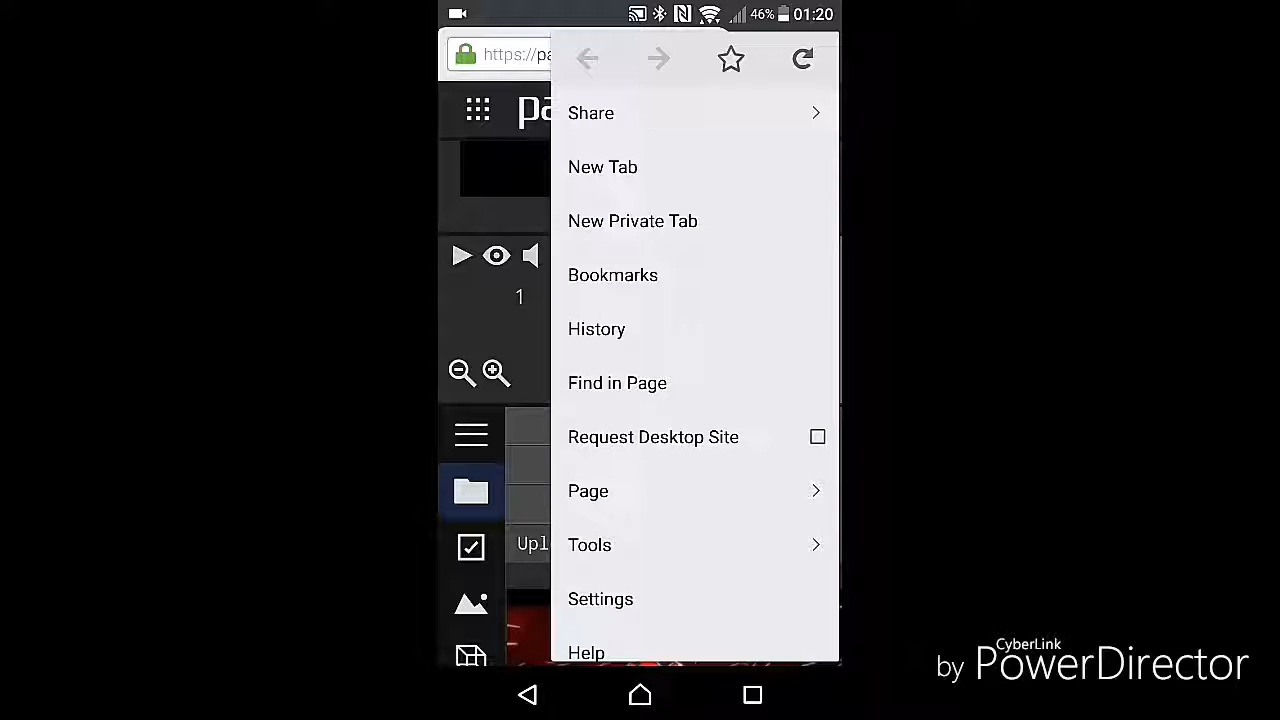 46% 01:20
https://pa
pa
Share
New Tab
New Private Tab
Bookmarks
History
1
Find in Page
Request Desktop Site
Page
Upl
Tools
Settings
Help
CyberLink
by PowerDirector